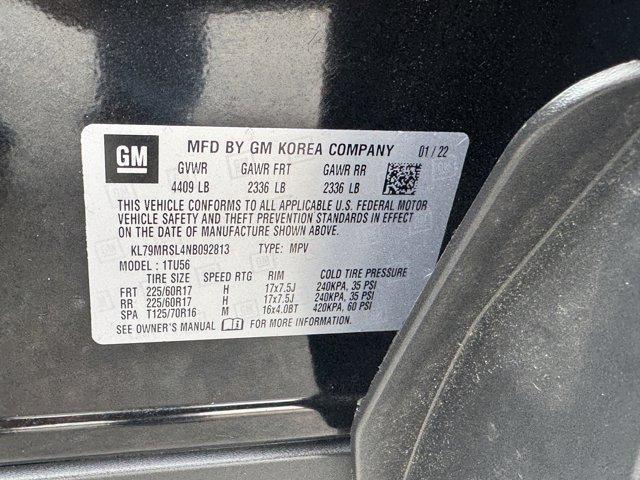 GM
MFD BY GM KOREA COMPANY 01 / 22
GVWR GAWR FRT GAWR RR
4409 LB 2336 LB 2336 LB
THIS VEHICLE CONFORMS TO ALL APPLICABLE U.S. FEDERAL MOTOR
VEHICLE SAFETY AND THEFT PREVENTION STANDARDS IN EFFECT
ON THE DATE OF MANUFACTURE SHOWN ABOVE.
KL79MRSL4NB092813 TYPE: MPV
MODEL : 1TU56
TIRE SIZE SPEED RTG RIM COLD TIRE PRESSURE
FRT 225/60R17 H 17x7.5J 240KPA, 35 PSI
RR 225/60R17 H 17x7.5J 240KPA, 35 PSI
SPA T125/70R16 M 16x4.0BT 420KPA, 60 PSI
SEE OWNER'S MANUAL FOR MORE INFORMATION.